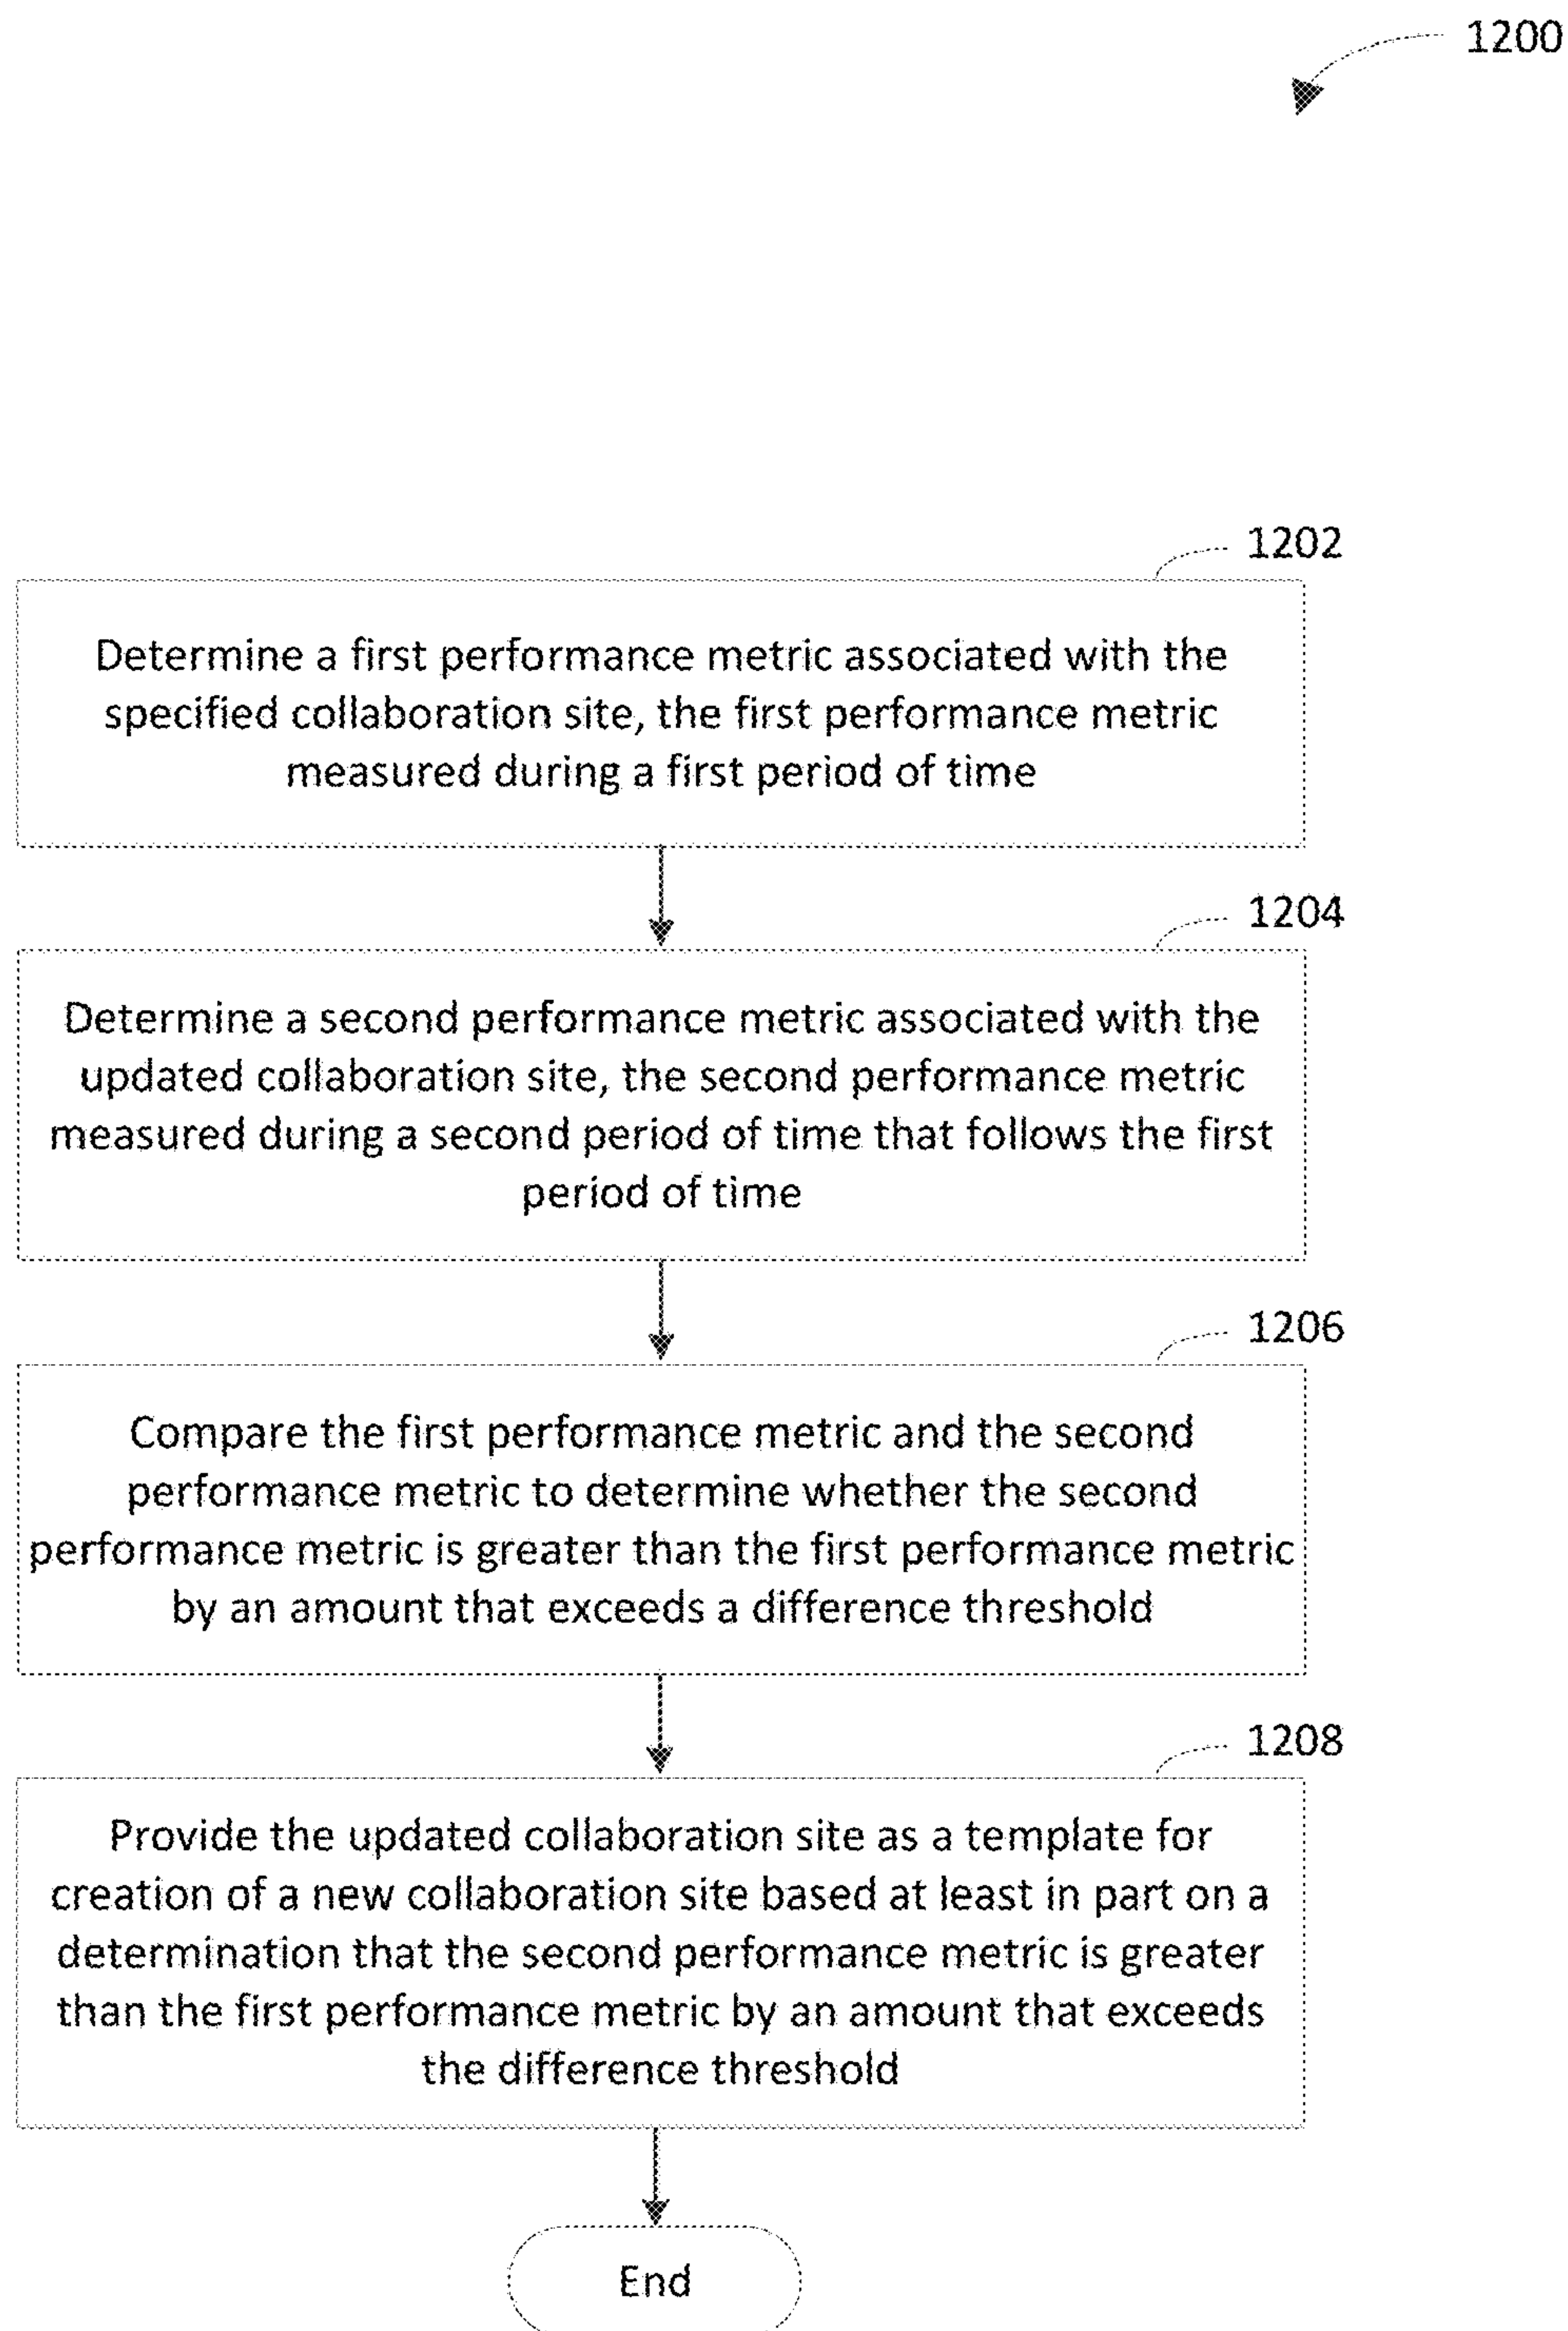 1200
1202
Determine a first performance metric associated with the
specified collaboration site, the first performance metric
measured during a first period of time
1204
Determine a second performance metric associated with the
updated collaboration site, the second performance metric
measured during a second period of time that follows the first
period of time
1206
Compare the first performance metric and the second
performance metric to determine whether the second
performance metric is greater than the first performance metric
by an amount that exceeds a difference threshold
1208
Provide the updated collaboration site as a template for
creation of a new collaboration site based at least in part on a
determination that the second performance metric is greater
than the first performance metric by an amount that exceeds
the difference threshold
End